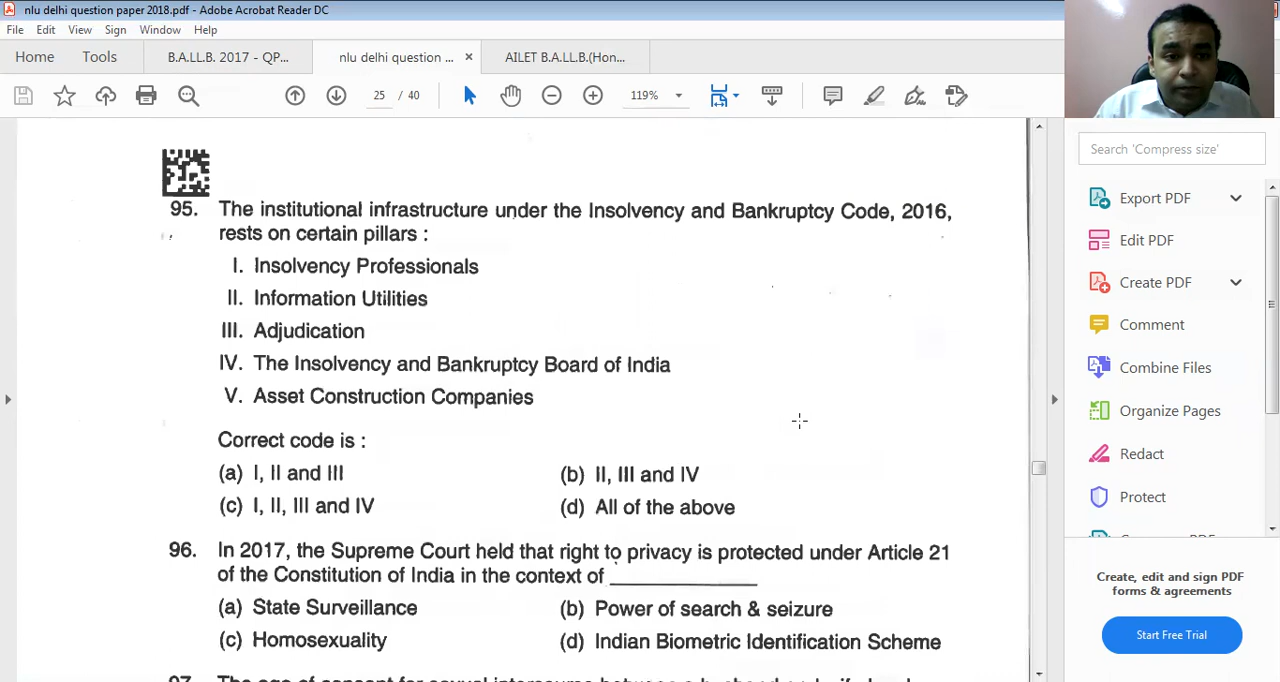 nlu delhi question paper 2018.pdf - Adobe Acrobat Reader DC
File Edit View Sign Window Help
Home Tools B.A.LL.B. 2017 - QP... nlu delhi question ... × AILET B.A.LL.B.(Hon...
25 / 40 119%
Search 'Compress size'
95. The institutional infrastructure under the Insolvency and Bankruptcy Code, 2016,
rests on certain pillars :
I. Insolvency Professionals
II. Information Utilities
III. Adjudication
IV. The Insolvency and Bankruptcy Board of India
V. Asset Construction Companies
Correct code is :
(a) I, II and III (b) II, III and IV
(c) I, II, III and IV (d) All of the above
96. In 2017, the Supreme Court held that right to privacy is protected under Article 21
of the Constitution of India in the context of ____________
(a) State Surveillance (b) Power of search & seizure
(c) Homosexuality (d) Indian Biometric Identification Scheme
Export PDF
Edit PDF
Create PDF
Comment
Combine Files
Organize Pages
Redact
Protect
Create, edit and sign PDF
forms & agreements
Start Free Trial